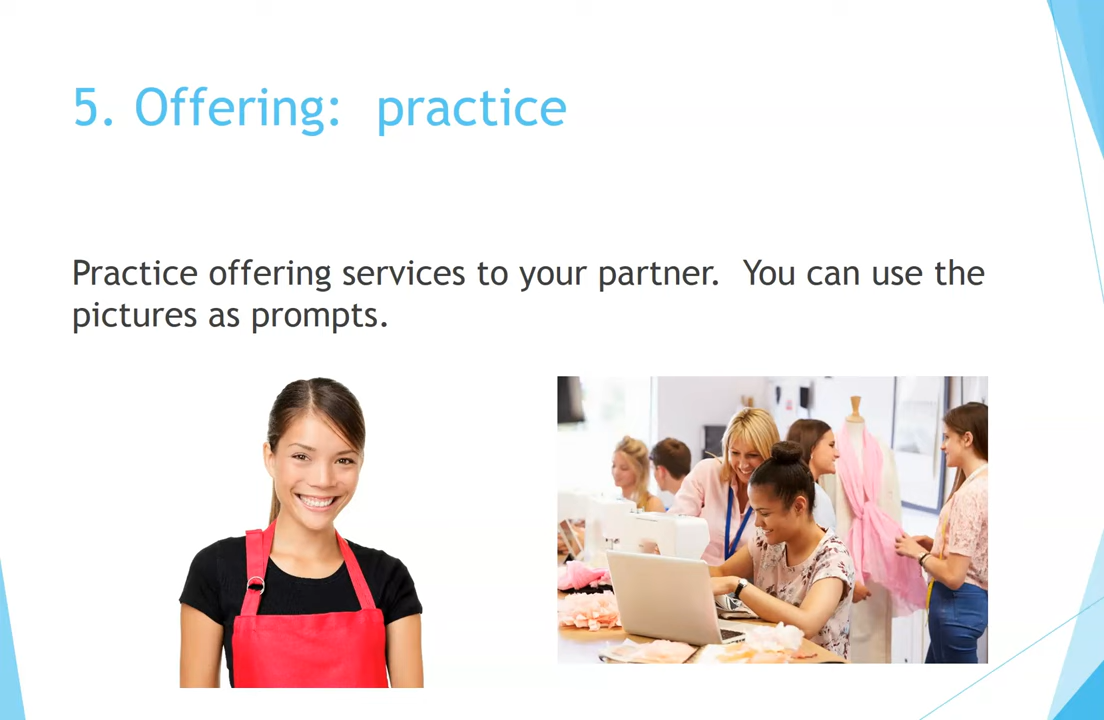 5. Offering:  practice
Practice offering services to your partner.  You can use the
pictures as prompts.